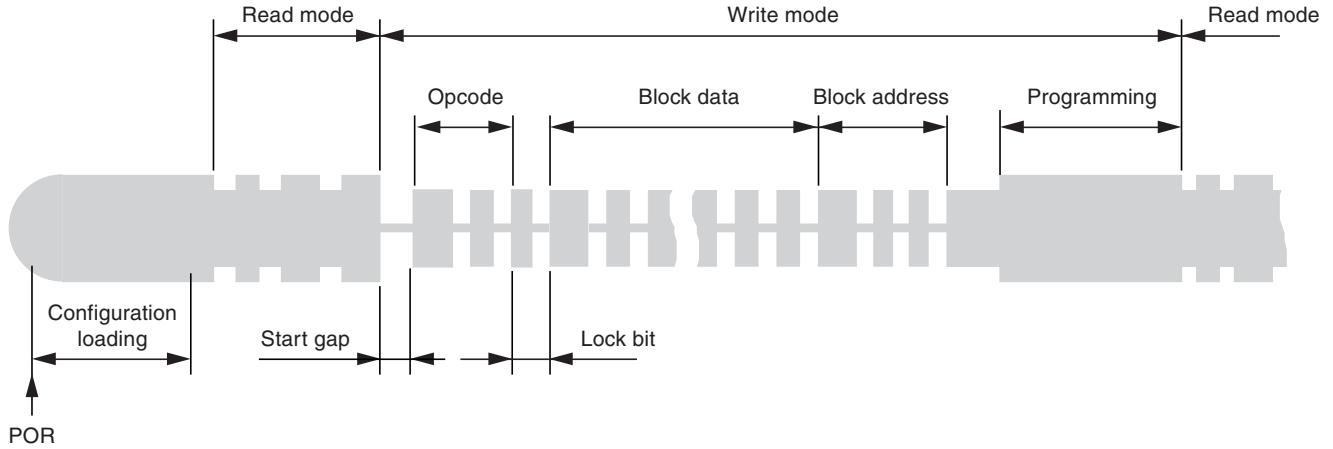 Read mode
Write mode
Read mode
Opcode
Block data
Block address
Programming
Configuration
loading
Start gap
Lock bit
POR